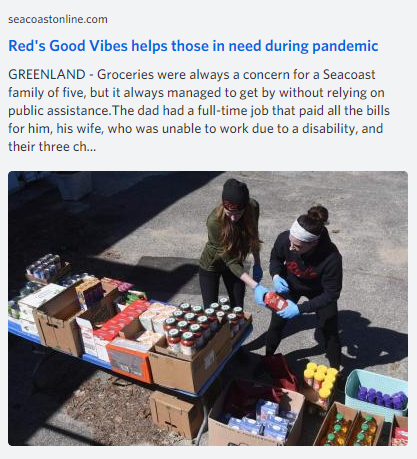 seacoastonline.com
Red's Good Vibes helps those in need during pandemic
GREENLAND - Groceries were always a concern for a Seacoast
family of five, but it always managed to get by without relying on
public assistance.The dad had a full-time job that paid all the bills
for him, his wife, who was unable to work due to a disability, and
their three ch...